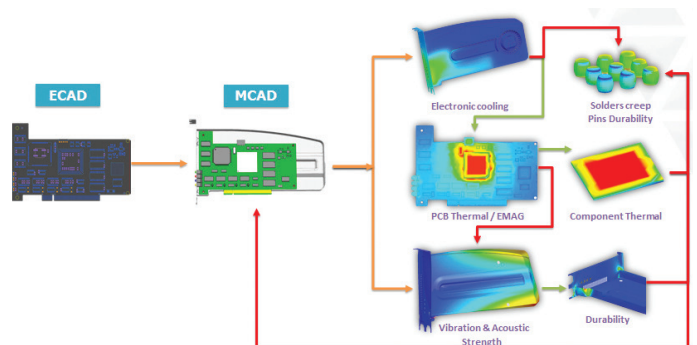 ECAD
MCAD
Electronic cooling
Solders creep
Pins Durability
PCB Thermal / EMAG
Component Thermal
Vibration & Acoustic
Strength
Durability